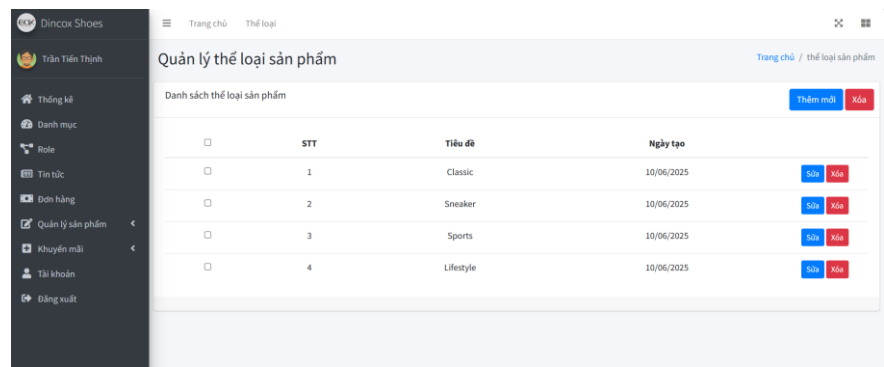 Dincox Shoes
Trang chủ Thể loại
Trần Tiến Thịnh
Thống kê
Danh mục
Role
Tin tức
Đơn hàng
Quản lý sản phẩm
Khuyến mãi
Tài khoản
Đăng xuất
Quản lý thể loại sản phẩm
Trang chủ / thể loại sản phẩm
Danh sách thể loại sản phẩm
Thêm mới Xóa
STT Tiêu đề Ngày tạo
1 Classic 10/06/2025 Sửa Xóa
2 Sneaker 10/06/2025 Sửa Xóa
3 Sports 10/06/2025 Sửa Xóa
4 Lifestyle 10/06/2025 Sửa Xóa